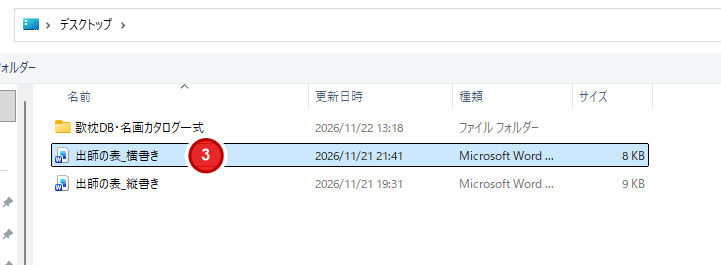 デスクトップ
ォルダー
名前 更新日時 種類 サイズ
歌枕DB・名画カタログ一式 2026/11/22 13:18 ファイル フォルダー
出師の表_横書き 3 2026/11/21 21:41 Microsoft Word ... 8 KB
出師の表_縦書き 2026/11/21 19:31 Microsoft Word ... 9 KB